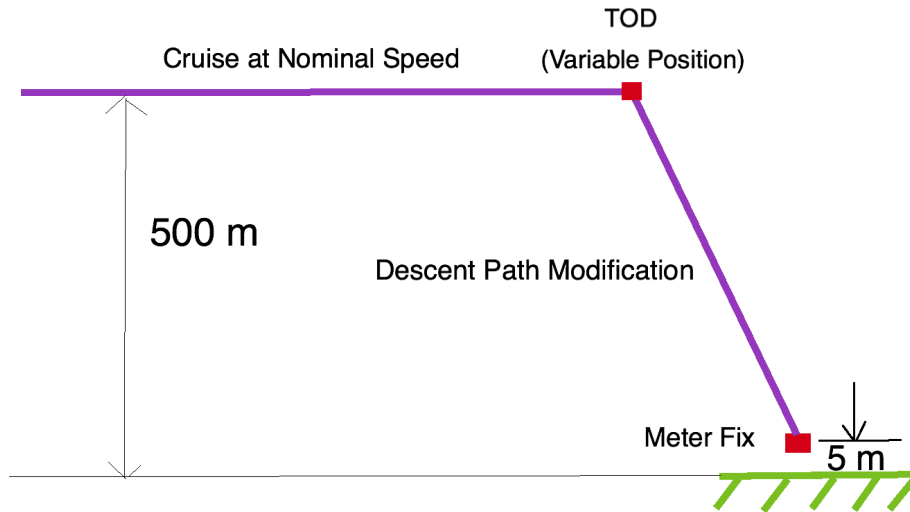 TOD
Cruise at Nominal Speed
(Variable Position)
500 m
Descent Path Modification
Meter Fix
5 m